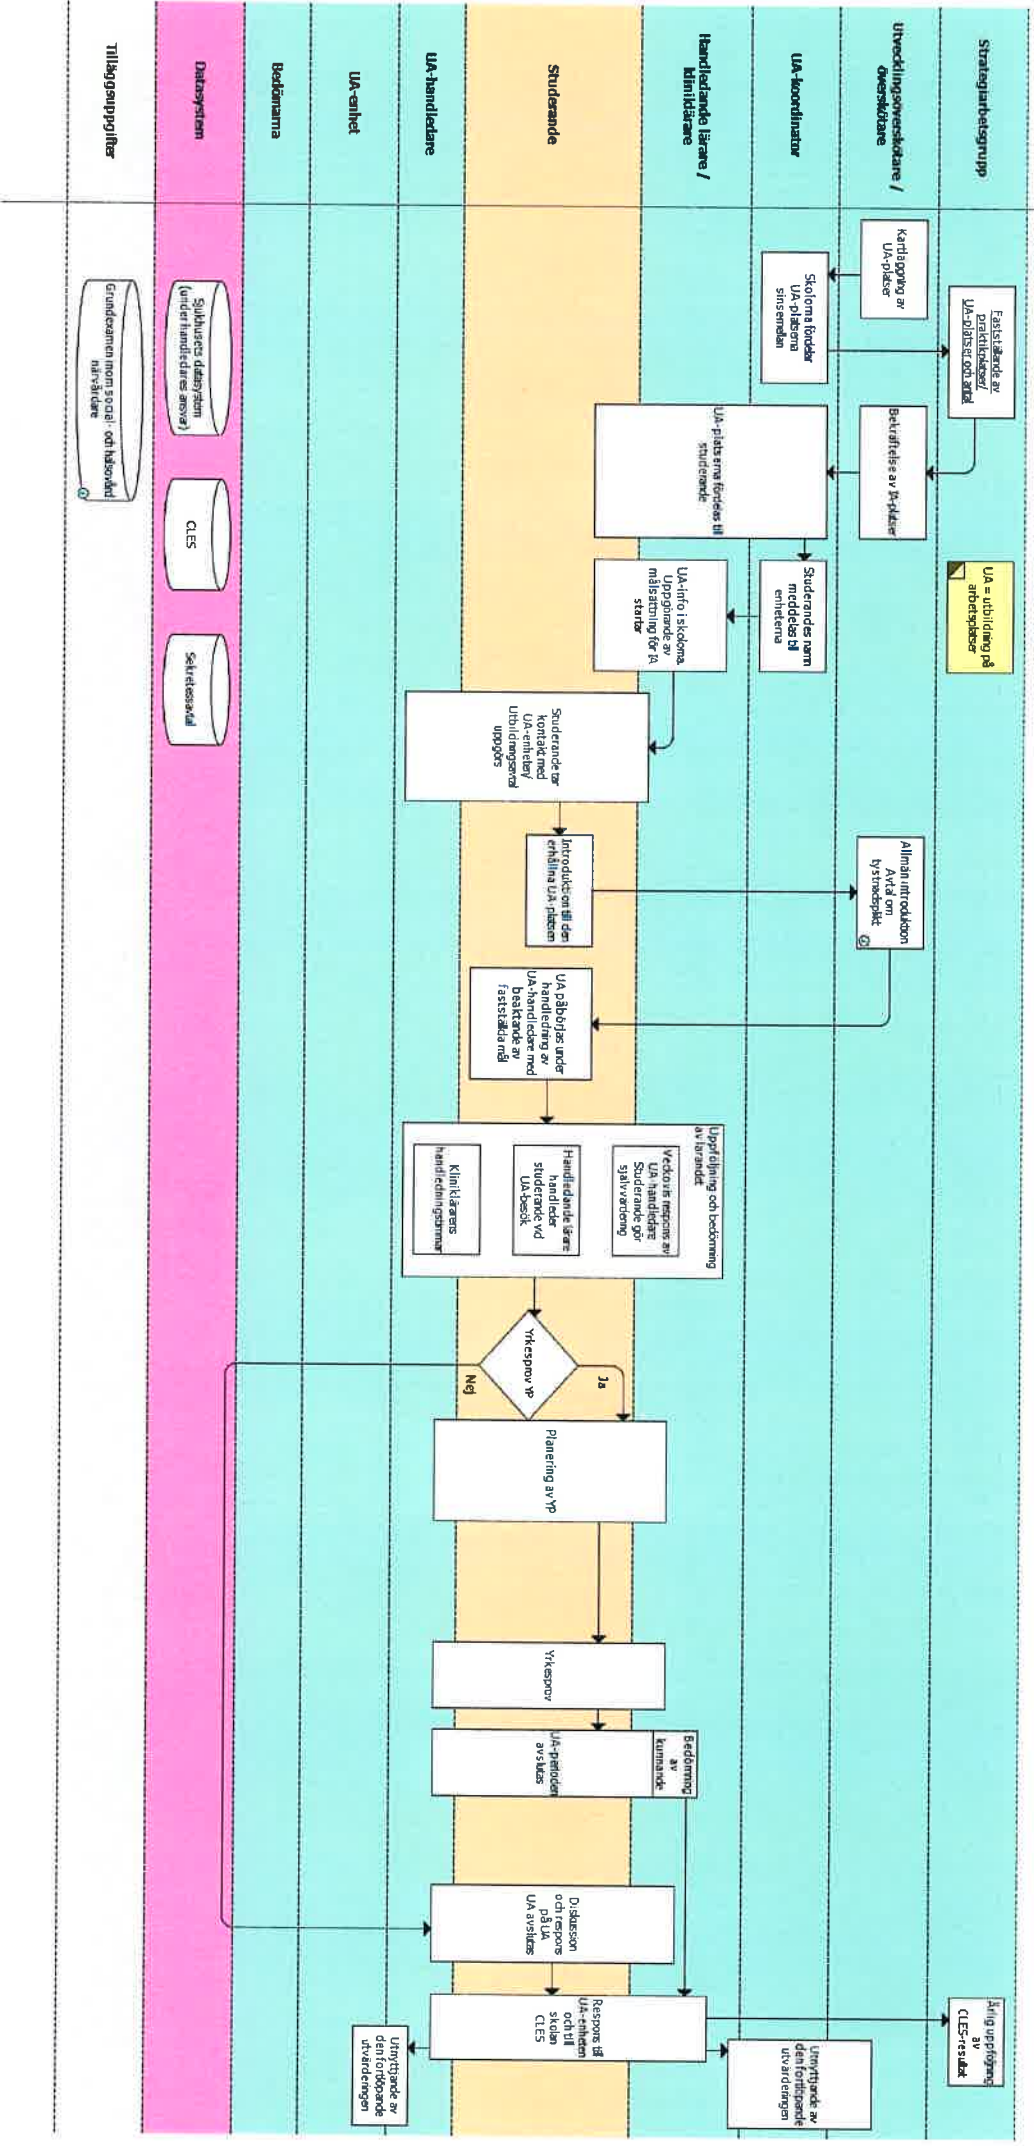 Strategiarbetsgrupp
Utvecklingsöverskötare /
överskötare
UA-koordinator
Handledande lärare /
kliniklärare
Studerande
UA-handledare
UA-enhet
Bedömarna
Datasystem
Tilläggsuppgifter
Kartläggning av
UA-platser
Skolorna fördelar
UA-platserna
sinsemellan
Fastställande av
praktikplatser/
UA-platser och antal
Bekräftelse av IA-platser
UA-platserna fördelas till
studerande
Studerandes namn
meddelas till
enheterna
UA = utbildning på
arbetsplatser
UA-info i skolorna.
Uppgörande av
målsättning för IA
startar
Studerande tar
kontakt med
UA-enheten/
Utbildningsavtal
uppgörs
Introduktion till den
erhållna UA-platsen
Allmän introduktion
Avtal om
tystnadsplikt
UA påbörjas under
handledning av
UA-handledare med
beaktande av
fastställda mål
Uppföljning och bedömning
av lärandet
Veckovis respons av
UA-handledare
Studerande gör
självvärdering
Handledande lärare
handleder
studerande vid
UA-besök
Kliniklärarens
handledningstimmar
Yrkesprov YP
Ja
Nej
Planering av YP
Yrkesprov
Bedömning
av
kunnande
UA-perioden
avslutas
Diskussion
och respons
på UA
UA avslutas
Respons till
UA-enheten
och till
skolan
CLES
Årlig uppföljning
av
CLES-resultat
Utnyttjande av
den fortlöpande
utvärderingen
Utnyttjande av
den fortlöpande
utvärderingen
Sjukhusets datasystem
(under handledares ansvar)
CLES
Sekretessavtal
Grundexamen inom social- och hälsovård
närvårdare